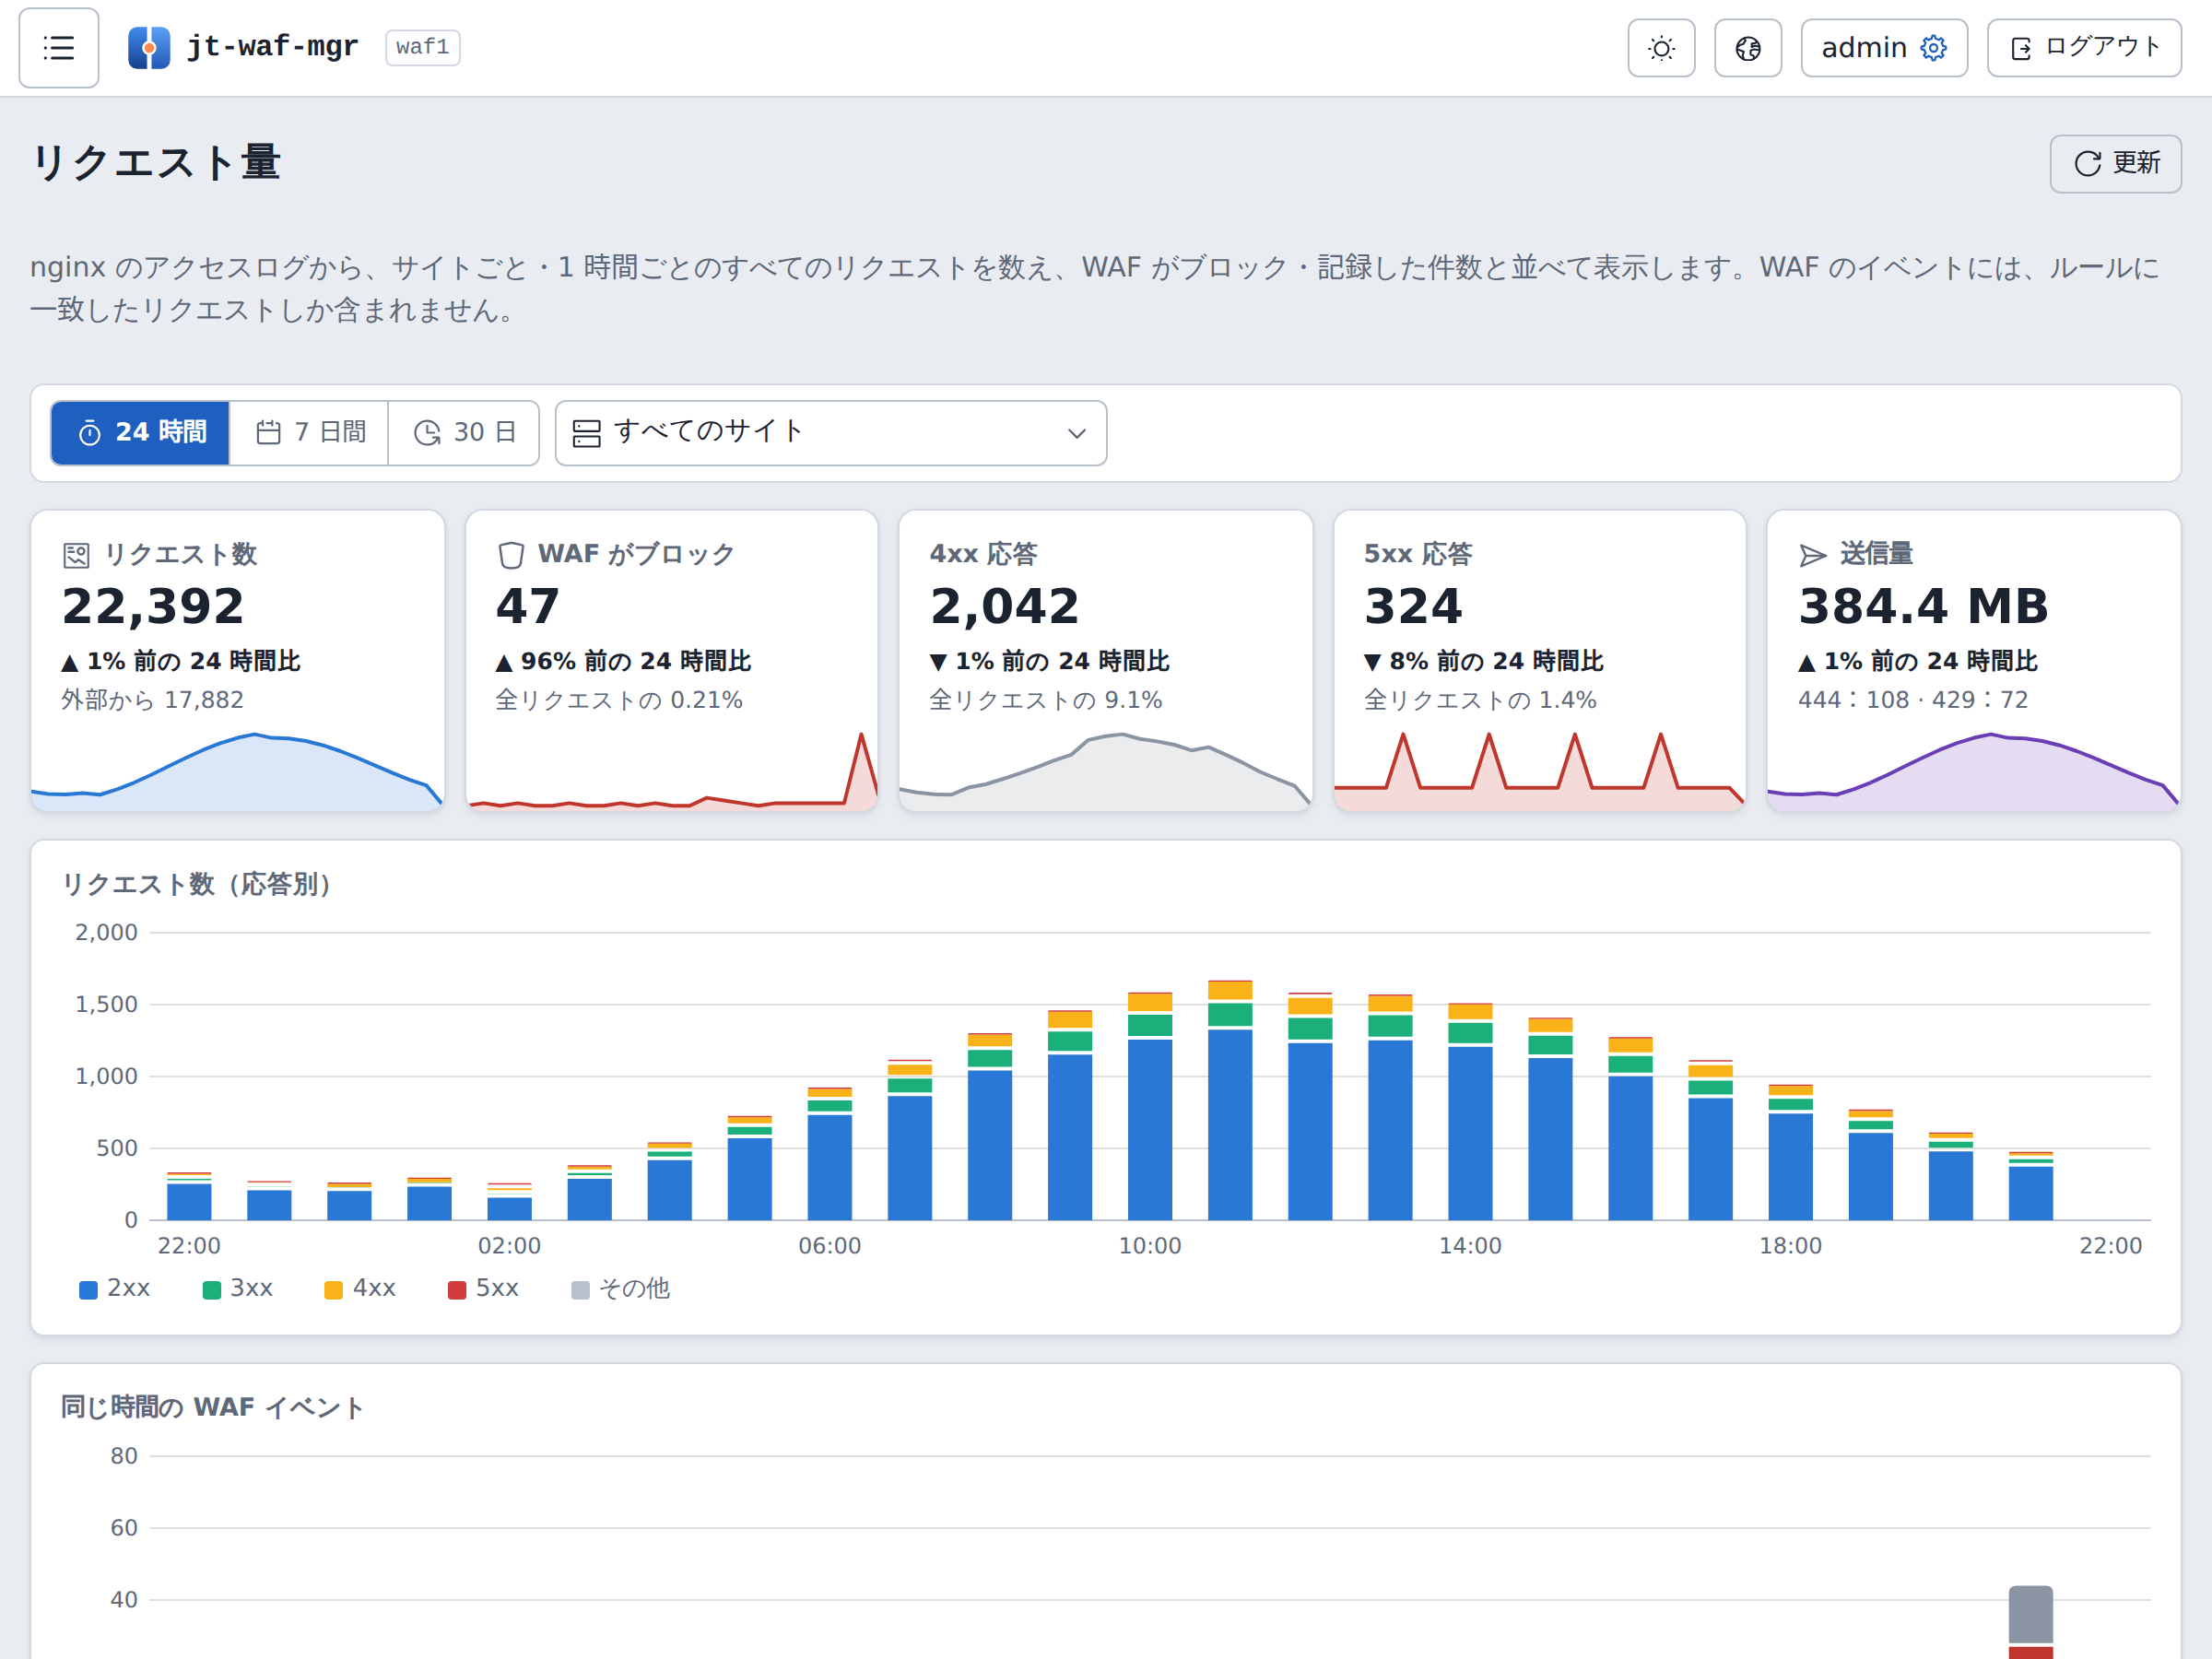 jt-waf-mgr waf1 admin ログアウト
リクエスト量 更新
nginx のアクセスログから、サイトごと・1 時間ごとのすべてのリクエストを数え、WAF がブロック・記録した件数と並べて表示します。WAF のイベントには、ルールに
一致したリクエストしか含まれません。
24 時間 7 日間 30 日 すべてのサイト
リクエスト数
22,392
▲ 1% 前の 24 時間比
外部から 17,882
WAF がブロック
47
▲ 96% 前の 24 時間比
全リクエストの 0.21%
4xx 応答
2,042
▼ 1% 前の 24 時間比
全リクエストの 9.1%
5xx 応答
324
▼ 8% 前の 24 時間比
全リクエストの 1.4%
送信量
384.4 MB
▲ 1% 前の 24 時間比
444：108 · 429：72
リクエスト数（応答別）
2,000
1,500
1,000
500
0
22:00 02:00 06:00 10:00 14:00 18:00 22:00
2xx 3xx 4xx 5xx その他
同じ時間の WAF イベント
80
60
40